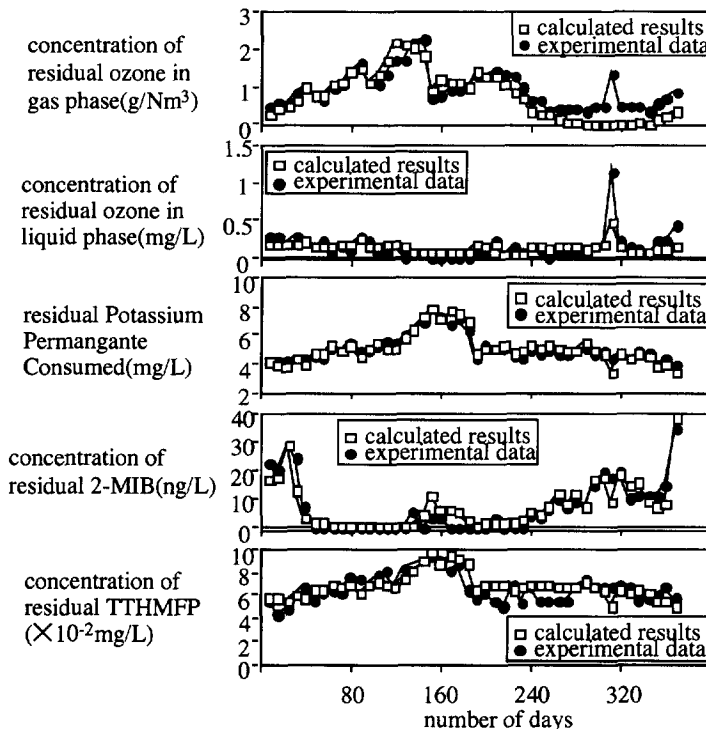 concentration of
residual ozone in
gas phase(g/Nm3)
3
2
1
0
calculated results
experimental data
concentration of
residual ozone in
liquid phase(mg/L)
1.5
1
0.5
0
calculated results
experimental data
residual Potassium
Permangante
Consumed(mg/L)
10
8
6
4
2
calculated results
experimental data
concentration of
residual 2-MIB(ng/L)
40
30
20
10
0
calculated results
experimental data
concentration of
residual TTHMFP
(×10-2mg/L)
10
8
6
4
2
0
calculated results
experimental data
80 160 240 320
number of days